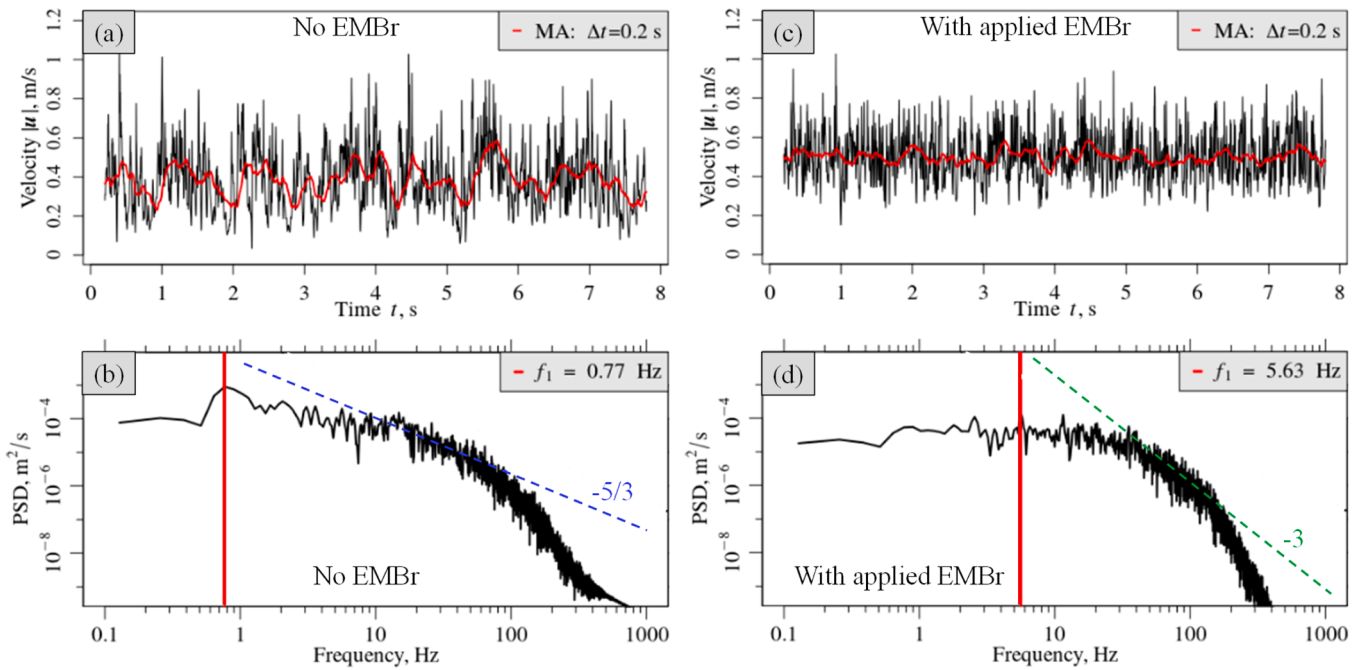 (a)
No EMBr
MA: Δt=0.2 s
Velocity |u|, m/s
0 0.2 0.4 0.6 0.8 1 1.2
0 1 2 3 4 5 6 7 8
Time t, s
(c)
With applied EMBr
MA: Δt=0.2 s
Velocity |u|, m/s
0 0.2 0.4 0.6 0.8 1 1.2
0 1 2 3 4 5 6 7 8
Time t, s
(b)
f₁ = 0.77 Hz
PSD, m²/s
10⁻⁸ 10⁻⁶ 10⁻⁴
-5/3
No EMBr
0.1 1 10 100 1000
Frequency, Hz
(d)
f₁ = 5.63 Hz
PSD, m²/s
10⁻⁸ 10⁻⁶ 10⁻⁴
-3
With applied EMBr
0.1 1 10 100 1000
Frequency, Hz